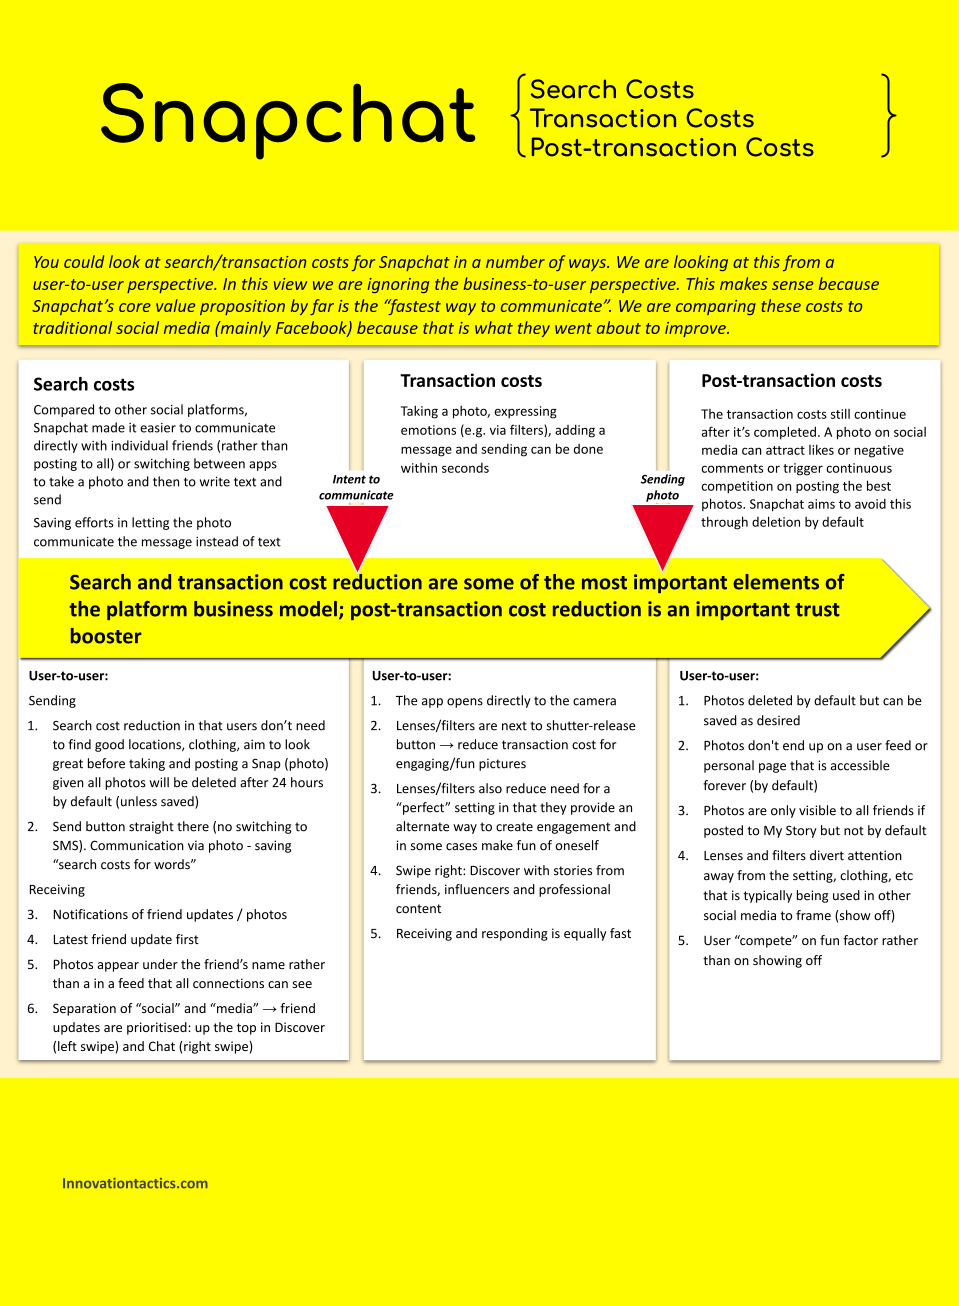 Snapchat
Search Costs
Transaction Costs
Post-transaction Costs
You could look at search/transaction costs for Snapchat in a number of ways. We are looking at this from a
user-to-user perspective. In this view we are ignoring the business-to-user perspective. This makes sense because
Snapchat’s core value proposition by far is the “fastest way to communicate”. We are comparing these costs to
traditional social media (mainly Facebook) because that is what they went about to improve.
Search costs
Compared to other social platforms,
Snapchat made it easier to communicate
directly with individual friends (rather than
posting to all) or switching between apps
to take a photo and then to write text and
send
Saving efforts in letting the photo
communicate the message instead of text
Intent to
communicate
Transaction costs
Taking a photo, expressing
emotions (e.g. via filters), adding a
message and sending can be done
within seconds
Sending
photo
Post-transaction costs
The transaction costs still continue
after it’s completed. A photo on social
media can attract likes or negative
comments or trigger continuous
competition on posting the best
photos. Snapchat aims to avoid this
through deletion by default
Search and transaction cost reduction are some of the most important elements of
the platform business model; post-transaction cost reduction is an important trust
booster
User-to-user:
Sending
1. Search cost reduction in that users don’t need
to find good locations, clothing, aim to look
great before taking and posting a Snap (photo)
given all photos will be deleted after 24 hours
by default (unless saved)
2. Send button straight there (no switching to
SMS). Communication via photo - saving
“search costs for words”
Receiving
3. Notifications of friend updates / photos
4. Latest friend update first
5. Photos appear under the friend’s name rather
than a in a feed that all connections can see
6. Separation of “social” and “media” → friend
updates are prioritised: up the top in Discover
(left swipe) and Chat (right swipe)
User-to-user:
1. The app opens directly to the camera
2. Lenses/filters are next to shutter-release
button → reduce transaction cost for
engaging/fun pictures
3. Lenses/filters also reduce need for a
“perfect” setting in that they provide an
alternate way to create engagement and
in some cases make fun of oneself
4. Swipe right: Discover with stories from
friends, influencers and professional
content
5. Receiving and responding is equally fast
User-to-user:
1. Photos deleted by default but can be
saved as desired
2. Photos don't end up on a user feed or
personal page that is accessible
forever (by default)
3. Photos are only visible to all friends if
posted to My Story but not by default
4. Lenses and filters divert attention
away from the setting, clothing, etc
that is typically being used in other
social media to frame (show off)
5. User “compete” on fun factor rather
than on showing off
Innovationtactics.com